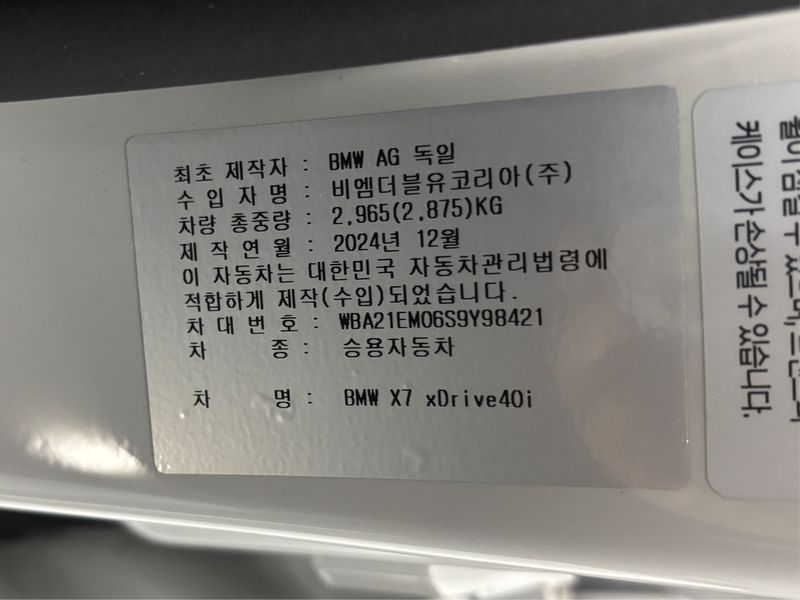 최초 제작자 : BMW AG 독일
수 입 자 명 : 비엠더블유코리아(주)
차량 총중량 : 2,965(2,875)KG
제 작 연 월 : 2024년 12월
이 자동차는 대한민국 자동차관리법령에
적합하게 제작(수입)되었습니다.
차 대 번 호 : WBA21EM06S9Y98421
차 종 : 승용자동차
차 명 : BMW X7 xDrive40i
케이스가 손상될 수 있습니다.